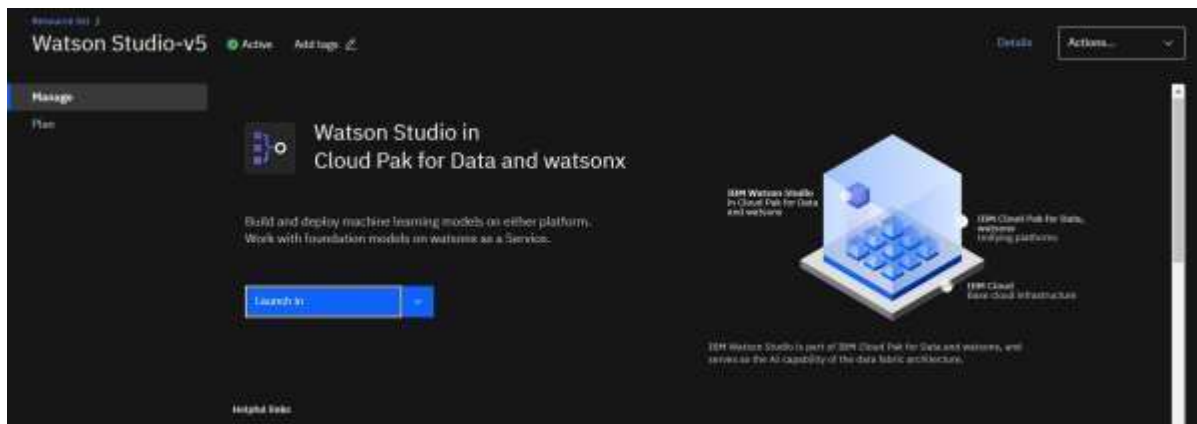 Resource list /
Watson Studio-v5
Active
Add tags
Details
Actions...
Manage
Plan
Watson Studio in
Cloud Pak for Data and watsonx
Build and deploy machine learning models on either platform.
Work with foundation models on watsonx as a Service.
Launch in
IBM Watson Studio
in Cloud Pak for Data
and watsonx
IBM Cloud Pak for Data,
watsonx
Unifying platforms
IBM Cloud
Base cloud infrastructure
IBM Watson Studio is part of IBM Cloud Pak for Data and watsonx, and
serves as the AI capability of the data fabric architecture.
Helpful links